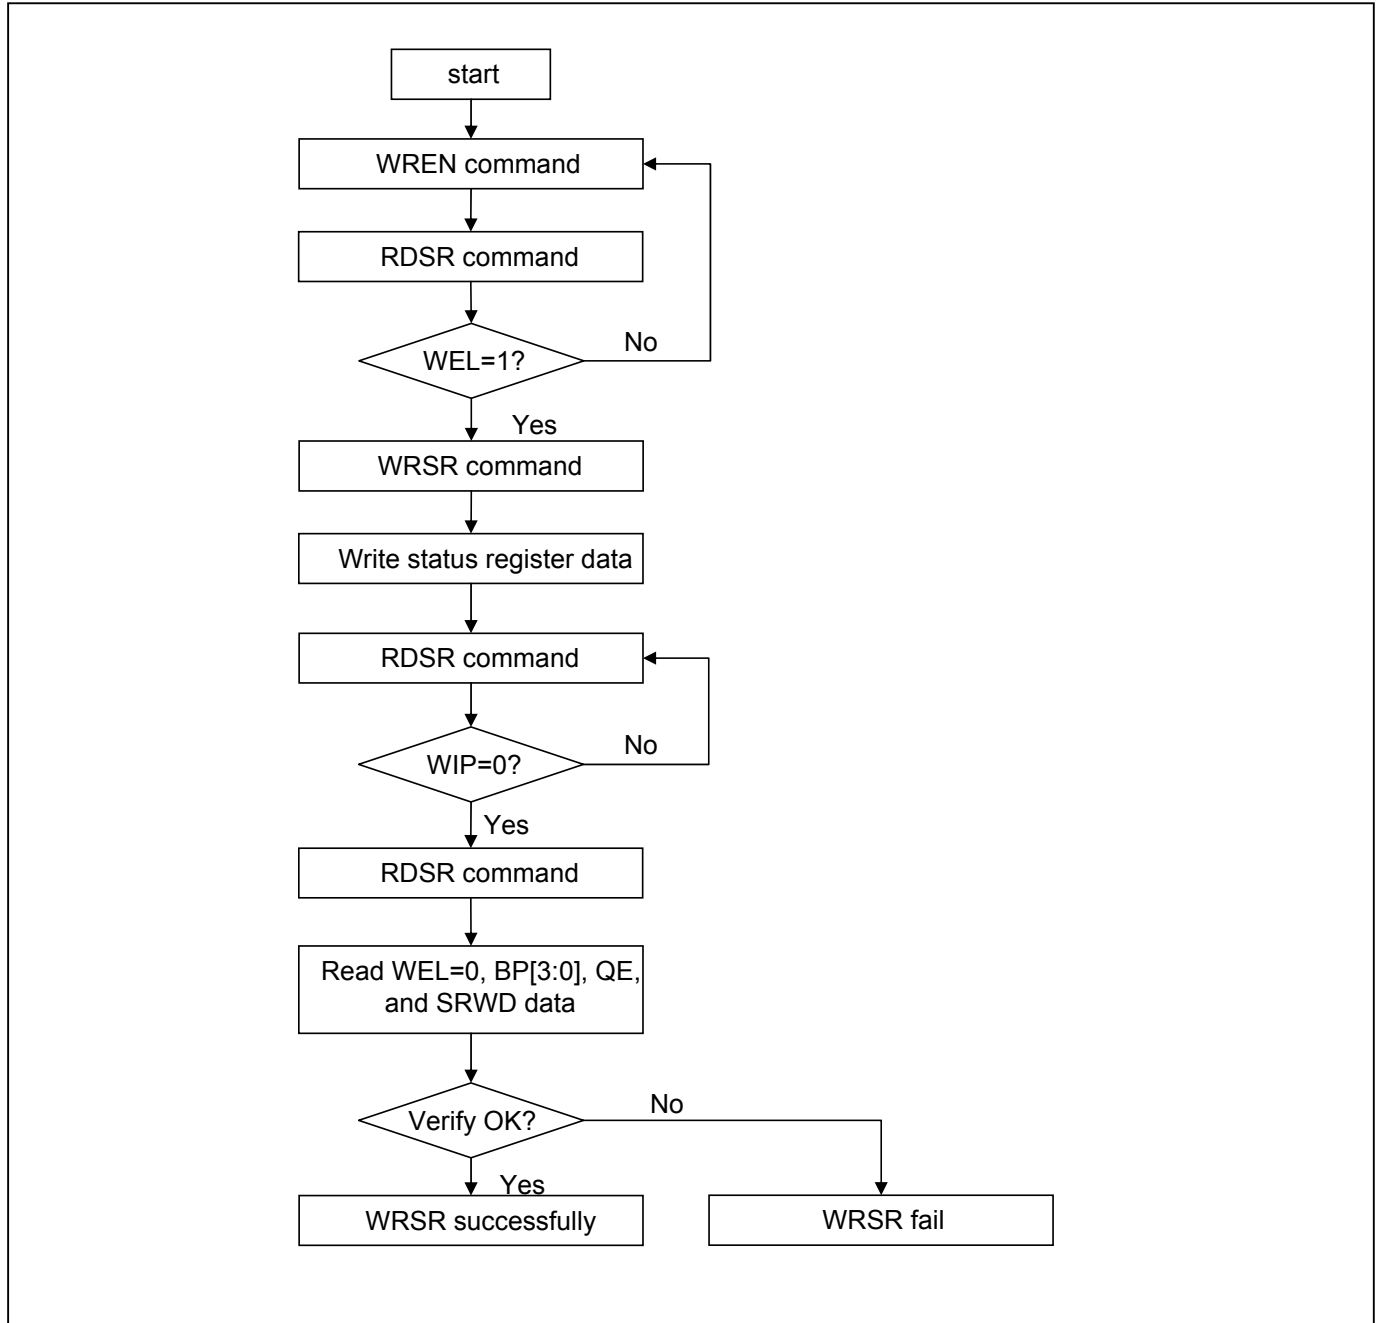 start
WREN command
RDSR command
WEL=1?
No
Yes
WRSR command
Write status register data
RDSR command
WIP=0?
No
Yes
RDSR command
Read WEL=0, BP[3:0], QE,
and SRWD data
Verify OK?
No
Yes
WRSR successfully
WRSR fail